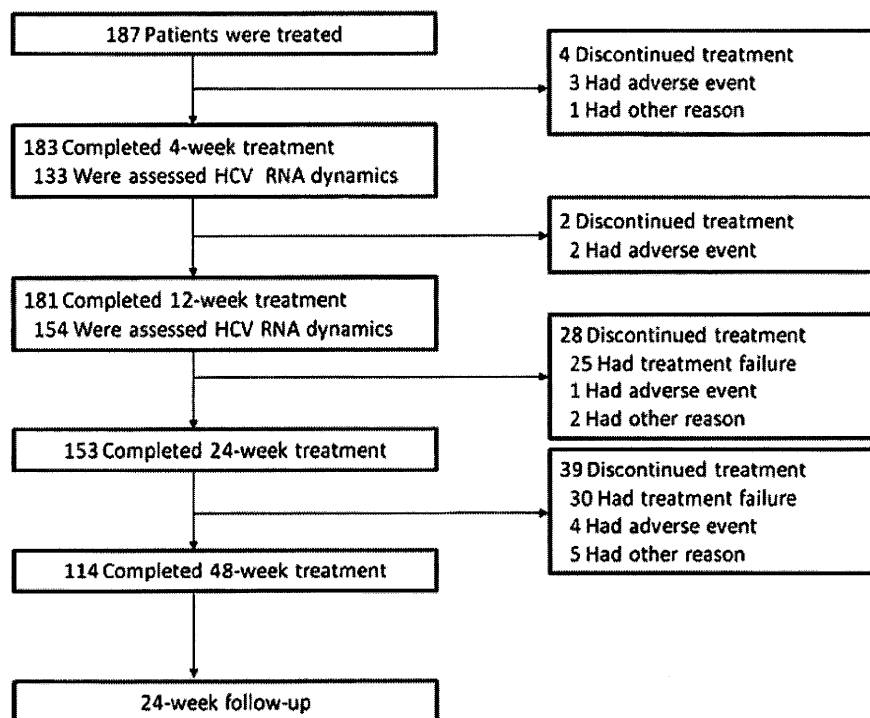 187 Patients were treated
4 Discontinued treatment
3 Had adverse event
1 Had other reason
183 Completed 4-week treatment
133 Were assessed HCV RNA dynamics
2 Discontinued treatment
2 Had adverse event
181 Completed 12-week treatment
154 Were assessed HCV RNA dynamics
28 Discontinued treatment
25 Had treatment failure
1 Had adverse event
2 Had other reason
153 Completed 24-week treatment
39 Discontinued treatment
30 Had treatment failure
4 Had adverse event
5 Had other reason
114 Completed 48-week treatment
24-week follow-up